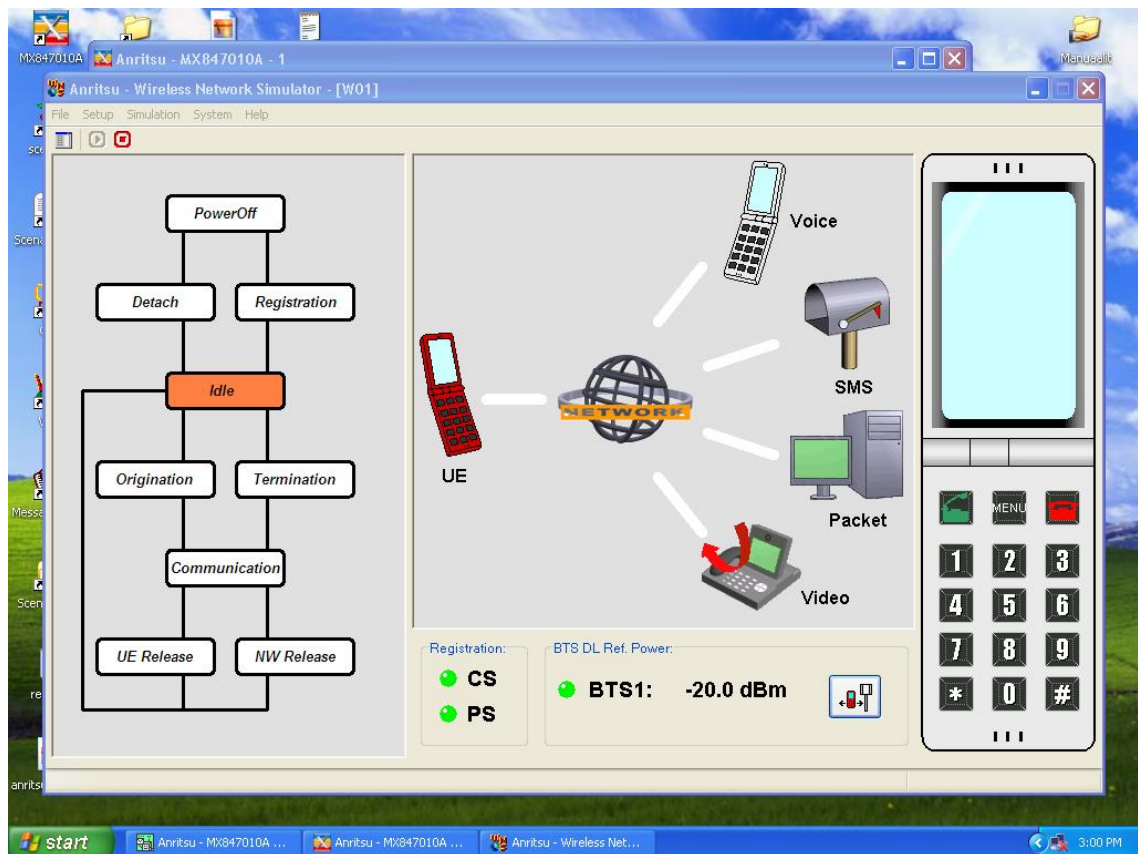 MX847010A
Anritsu - MX847010A - 1
Manuaalit
Anritsu - Wireless Network Simulator - [W01]
File Setup Simulation System Help
PowerOff
Detach
Registration
Idle
Origination
Termination
Communication
UE Release
NW Release
Voice
SMS
NETWORK
UE
Packet
Video
Registration:
CS
PS
BTS DL Ref. Power:
BTS1: -20.0 dBm
MENU
1 2 3
4 5 6
7 8 9
* 0 #
start
Anritsu - MX847010A ...
Anritsu - MX847010A ...
Anritsu - Wireless Net...
3:00 PM